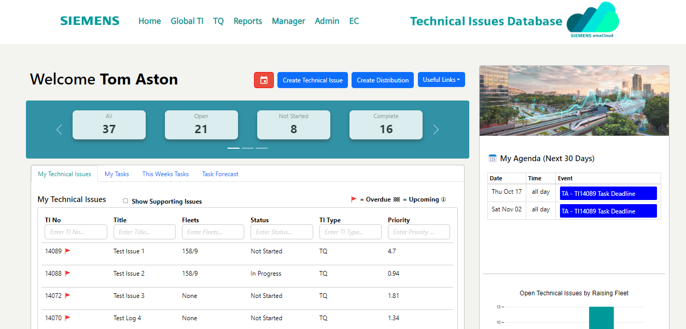 SIEMENS Home Global TI TQ Reports Manager Admin EC Technical Issues Database
SIEMENS xmsCloud
Welcome Tom Aston
Create Technical Issue Create Distribution Useful Links
All Open Not Started Complete
37 21 8 16
My Technical Issues My Tasks This Weeks Tasks Task Forecast
My Technical Issues Show Supporting Issues = Overdue = Upcoming
TI No Title Fleets Status TI Type Priority
Enter TI No... Enter Title... Enter Fleets... Enter Status... Enter TI Type... Enter Priority ...
14089 Test Issue 1 158/9 Not Started TQ 4.7
14088 Test Issue 2 158/9 In Progress TQ 0.94
14072 Test Issue 3 None Not Started TQ 1.81
14070 Test Log 4 None Not Started TQ 1.34
My Agenda (Next 30 Days)
Date Time Event
Thu Oct 17 all day TA - TI14089 Task Deadline
Sat Nov 02 all day TA - TI14089 Task Deadline
Open Technical Issues by Raising Fleet
13
10